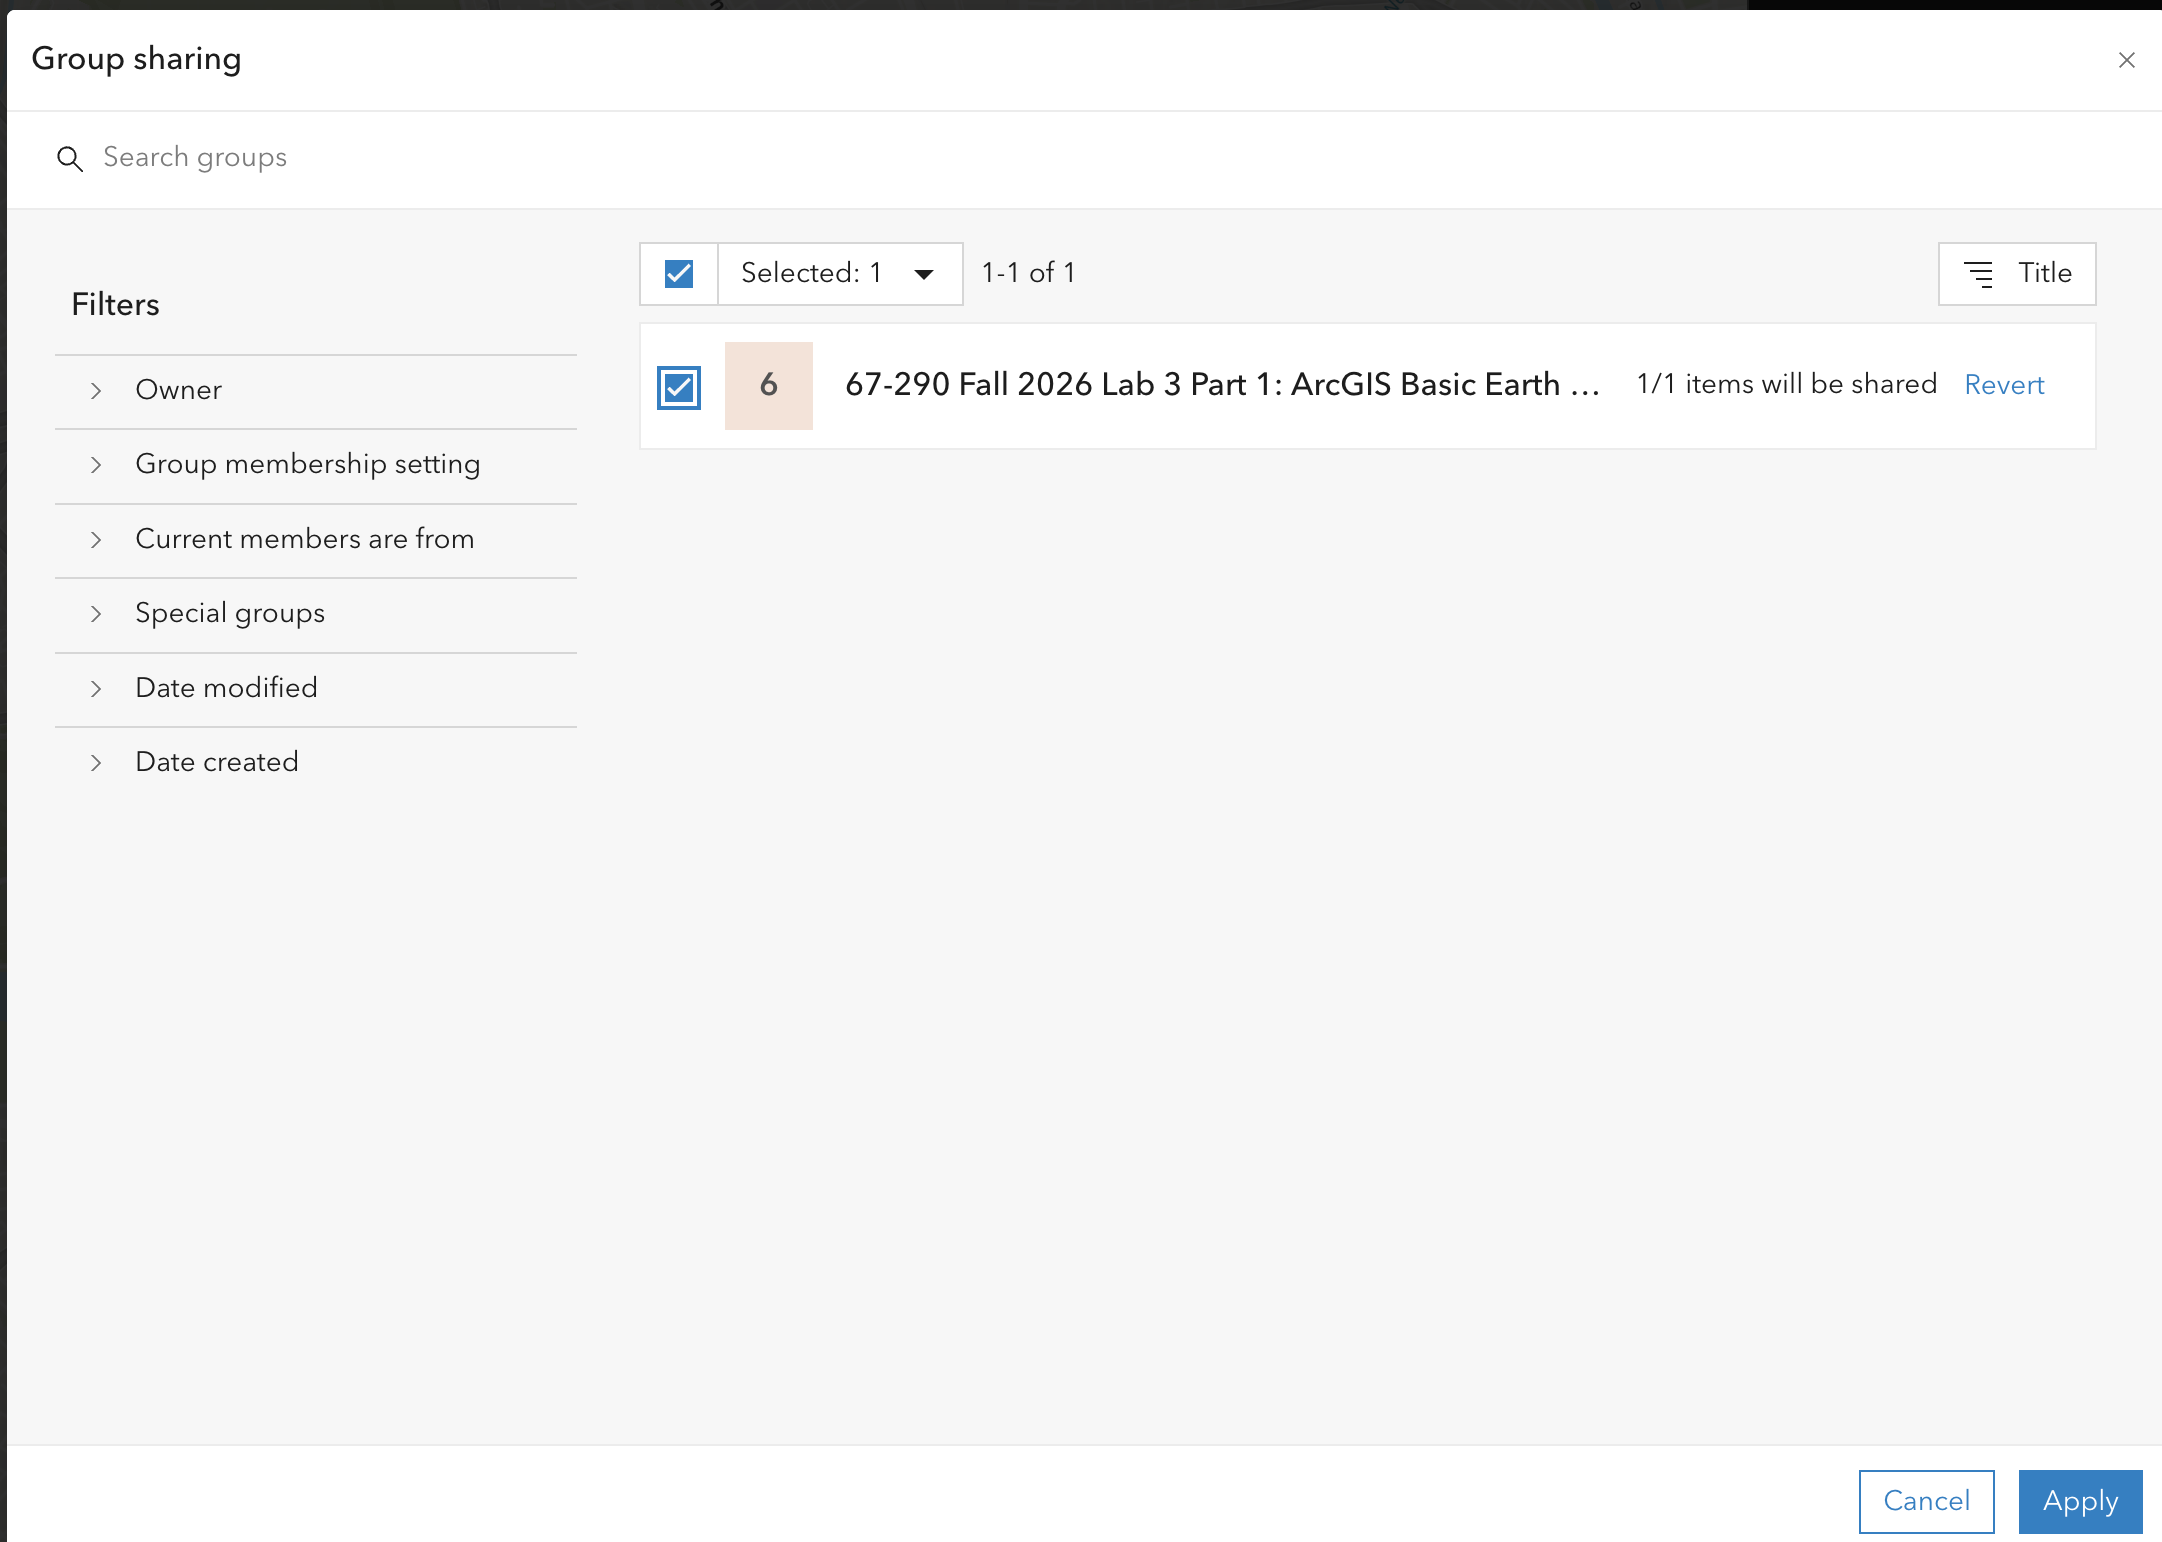 Group sharing
Search groups
Filters
Owner
Group membership setting
Current members are from
Special groups
Date modified
Date created
Selected: 1
1-1 of 1
Title
6
67-290 Fall 2026 Lab 3 Part 1: ArcGIS Basic Earth ...
1/1 items will be shared
Revert
Cancel
Apply